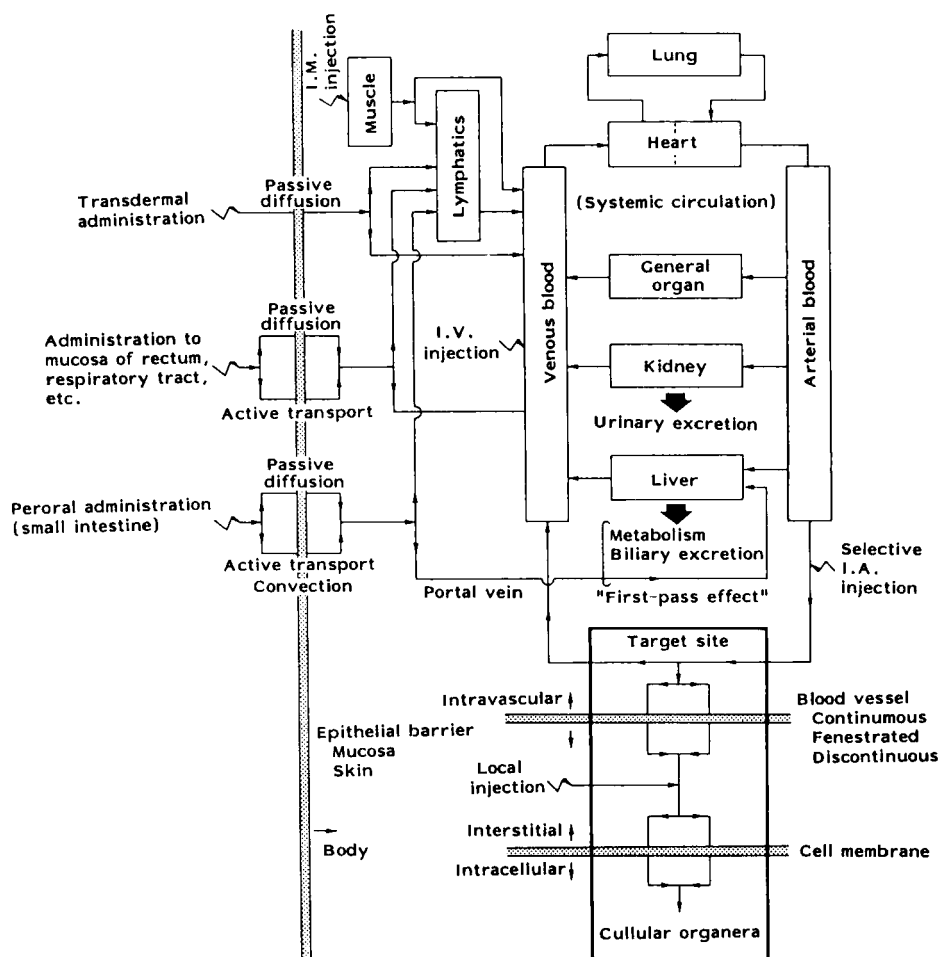 I.M.
injection
Muscle
Lymphatics
Lung
Heart
(Systemic circulation)
Transdermal
administration
Passive
diffusion
Venous blood
Arterial blood
General
organ
I.V.
injection
Kidney
Urinary excretion
Administration to
mucosa of rectum,
respiratory tract,
etc.
Passive
diffusion
Active transport
Liver
Metabolism
Biliary excretion
"First-pass effect"
Peroral administration
(small intestine)
Passive
diffusion
Active transport
Convection
Portal vein
Selective
I.A.
injection
Target site
Intravascular
Blood vessel
Continumous
Fenestrated
Discontinuous
Epithelial barrier
Mucosa
Skin
Local
injection
Body
Interstitial
Intracellular
Cell membrane
Cullular organera